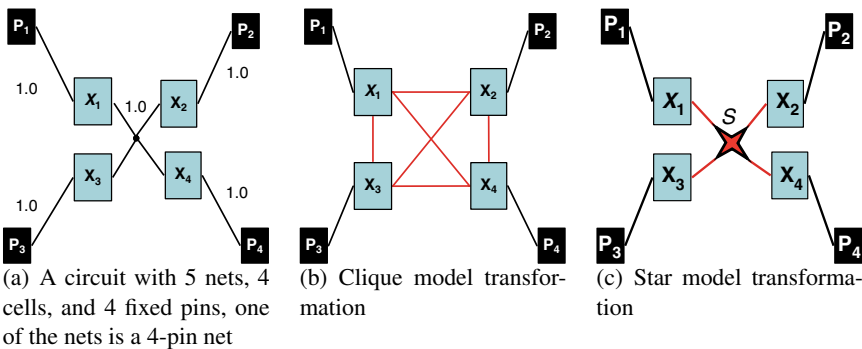 P1
P2
1.0
1.0
X1
1.0
X2
X3
X4
1.0
1.0
P3
P4
(a) A circuit with 5 nets, 4
cells, and 4 fixed pins, one
of the nets is a 4-pin net
P1
P2
X1
X2
X3
X4
P3
P4
(b) Clique model transfor-
mation
P1
P2
X1
S
X2
X3
X4
P3
P4
(c) Star model transforma-
tion